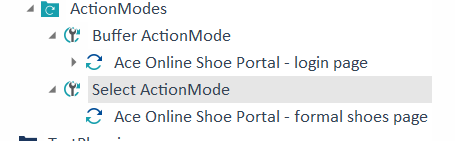 ActionModes
Buffer ActionMode
Ace Online Shoe Portal - login page
Select ActionMode
Ace Online Shoe Portal - formal shoes page